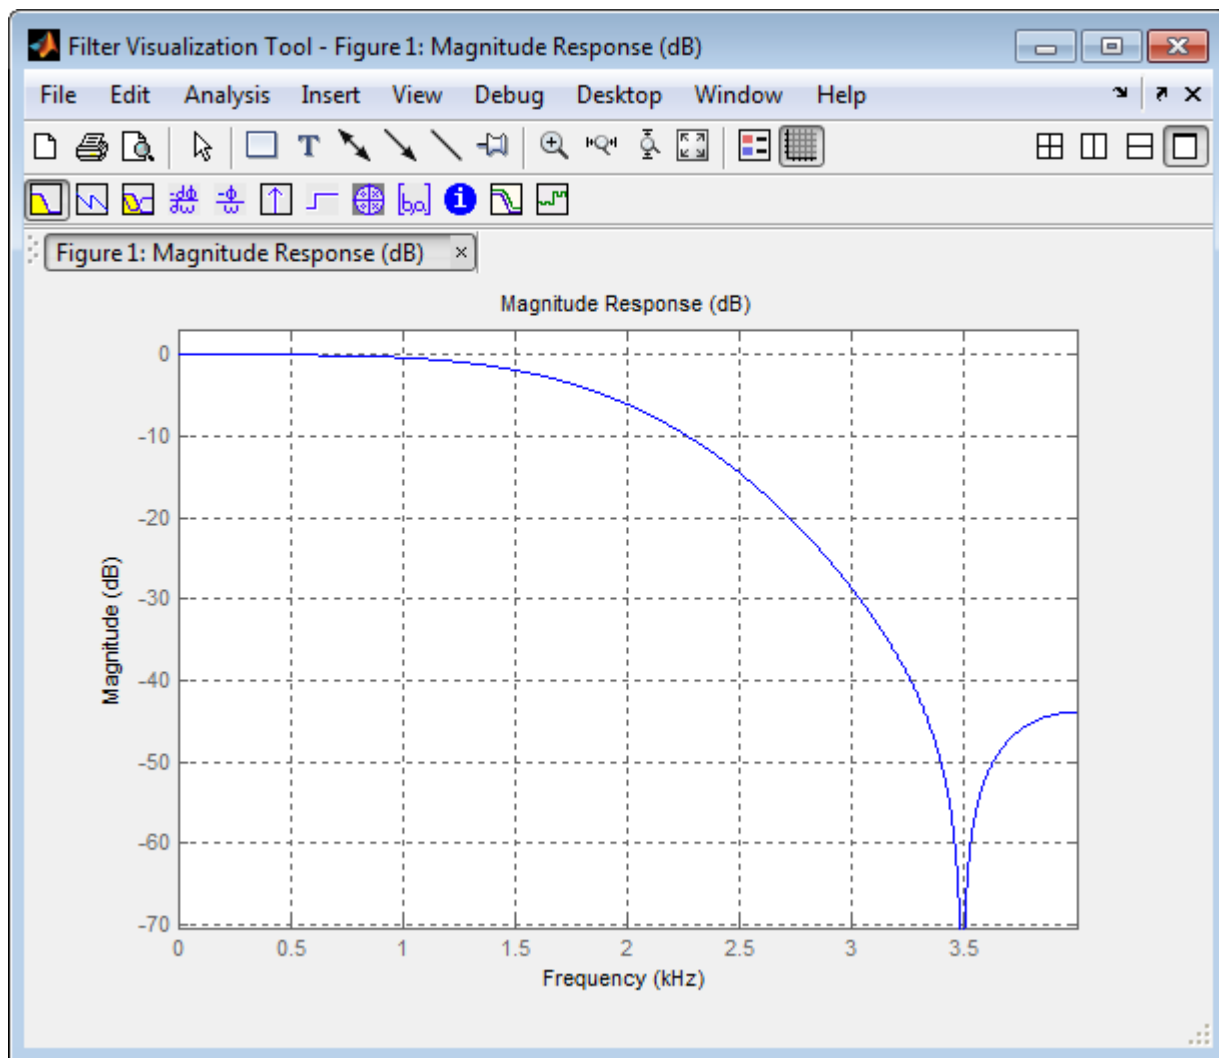 Filter Visualization Tool - Figure 1: Magnitude Response (dB)
File Edit Analysis Insert View Debug Desktop Window Help
Figure 1: Magnitude Response (dB)
Magnitude Response (dB)
0
-10
-20
-30
-40
-50
-60
-70
Magnitude (dB)
0 0.5 1 1.5 2 2.5 3 3.5
Frequency (kHz)